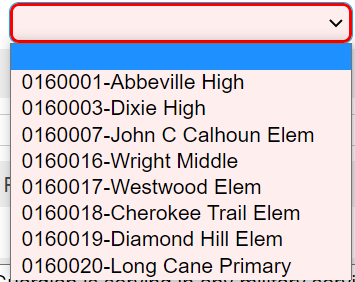 0160001-Abbeville High
0160003-Dixie High
0160007-John C Calhoun Elem
0160016-Wright Middle
0160017-Westwood Elem
0160018-Cherokee Trail Elem
0160019-Diamond Hill Elem
0160020-Long Cane Primary